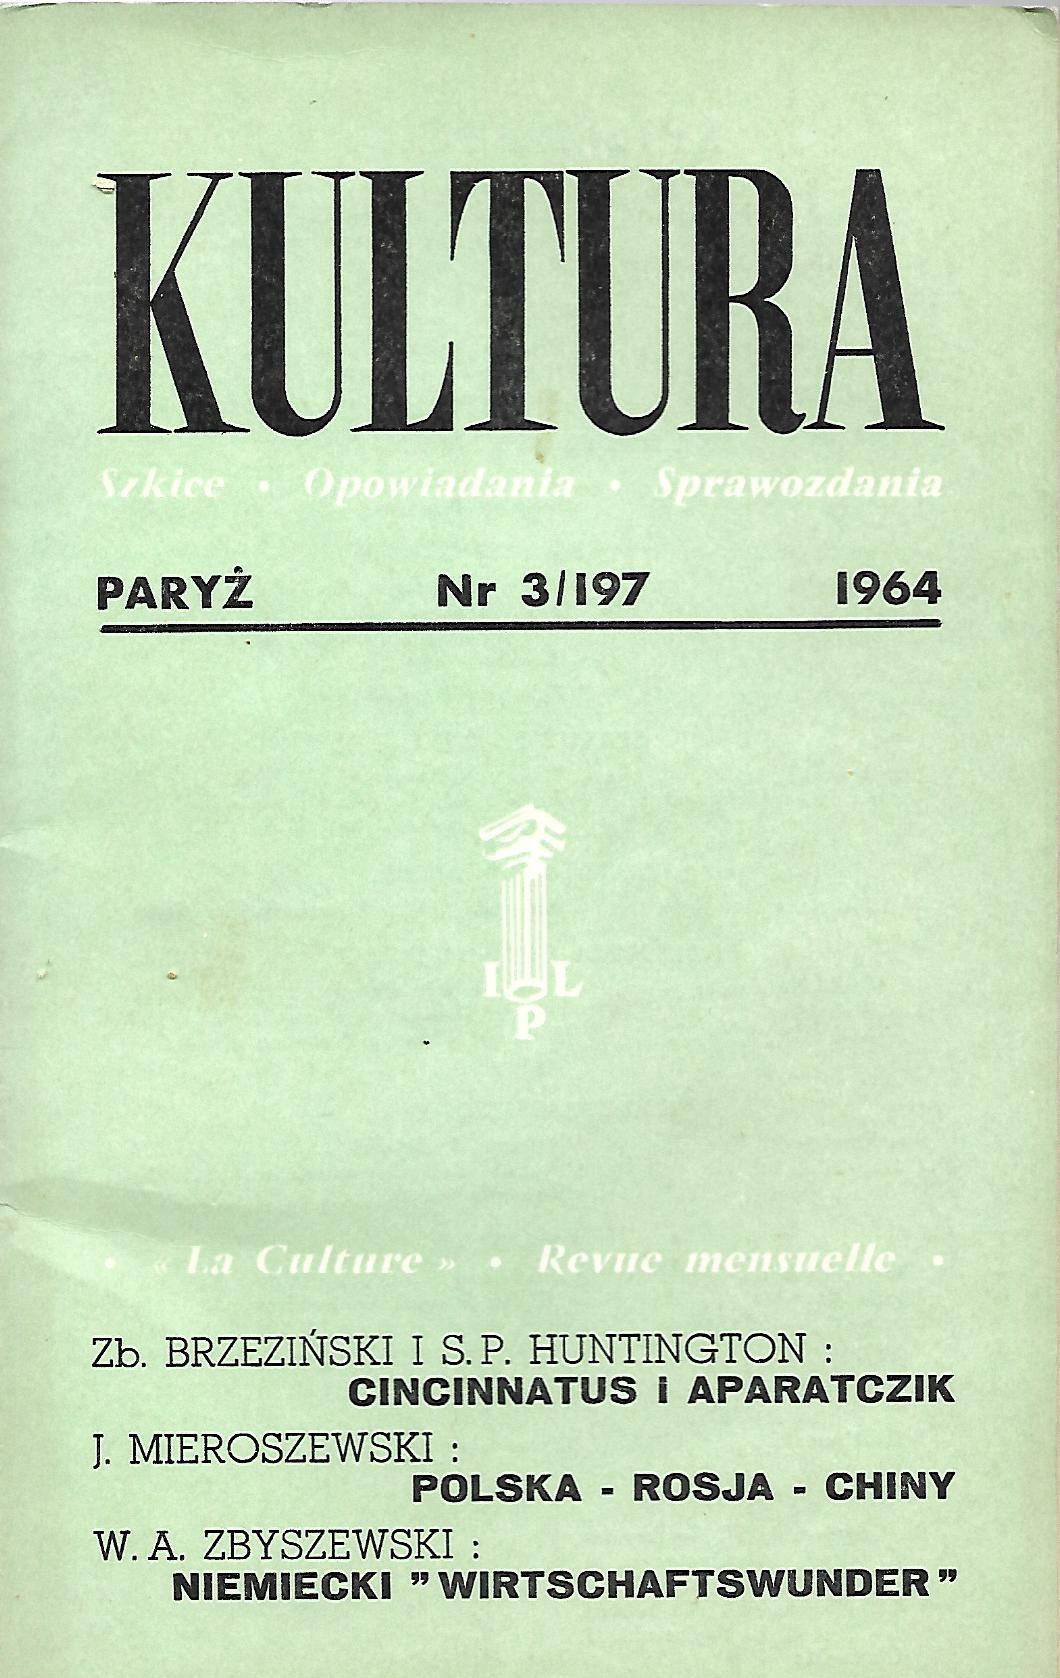 KULTURA
Szkice • Opowiadania • Sprawozdania
PARYŻ Nr 3/197 1964
I L
P
• « La Culture » • Revue mensuelle •
Zb. BRZEZIŃSKI I S. P. HUNTINGTON :
CINCINNATUS i APARATCZIK
J. MIEROSZEWSKI :
POLSKA - ROSJA - CHINY
W. A. ZBYSZEWSKI :
NIEMIECKI ” WIRTSCHAFTSWUNDER ”